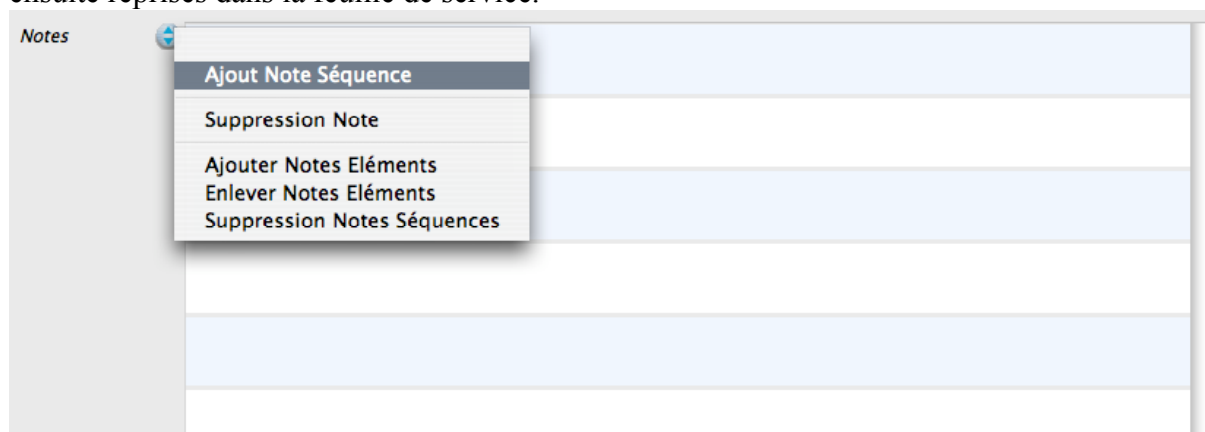 ensuite reprises dans la feuille de service.
Notes
Ajout Note Séquence
Suppression Note
Ajouter Notes Eléments
Enlever Notes Eléments
Suppression Notes Séquences